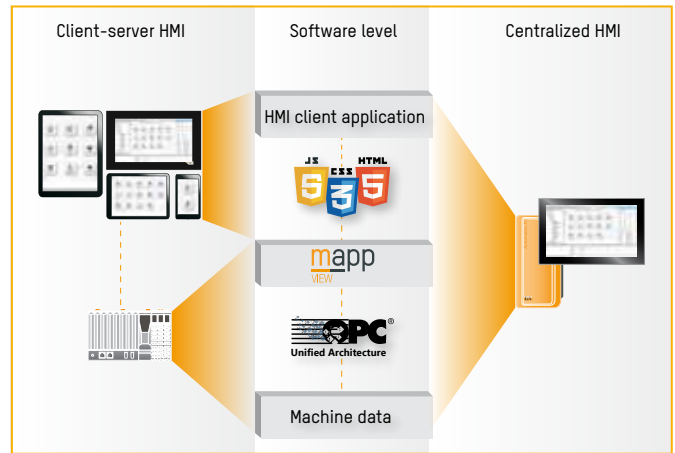 Client-server HMI
Software level
Centralized HMI
HMI client application
JS CSS HTML
5 3 5
mapp
VIEW
OPC®
Unified Architecture
Machine data